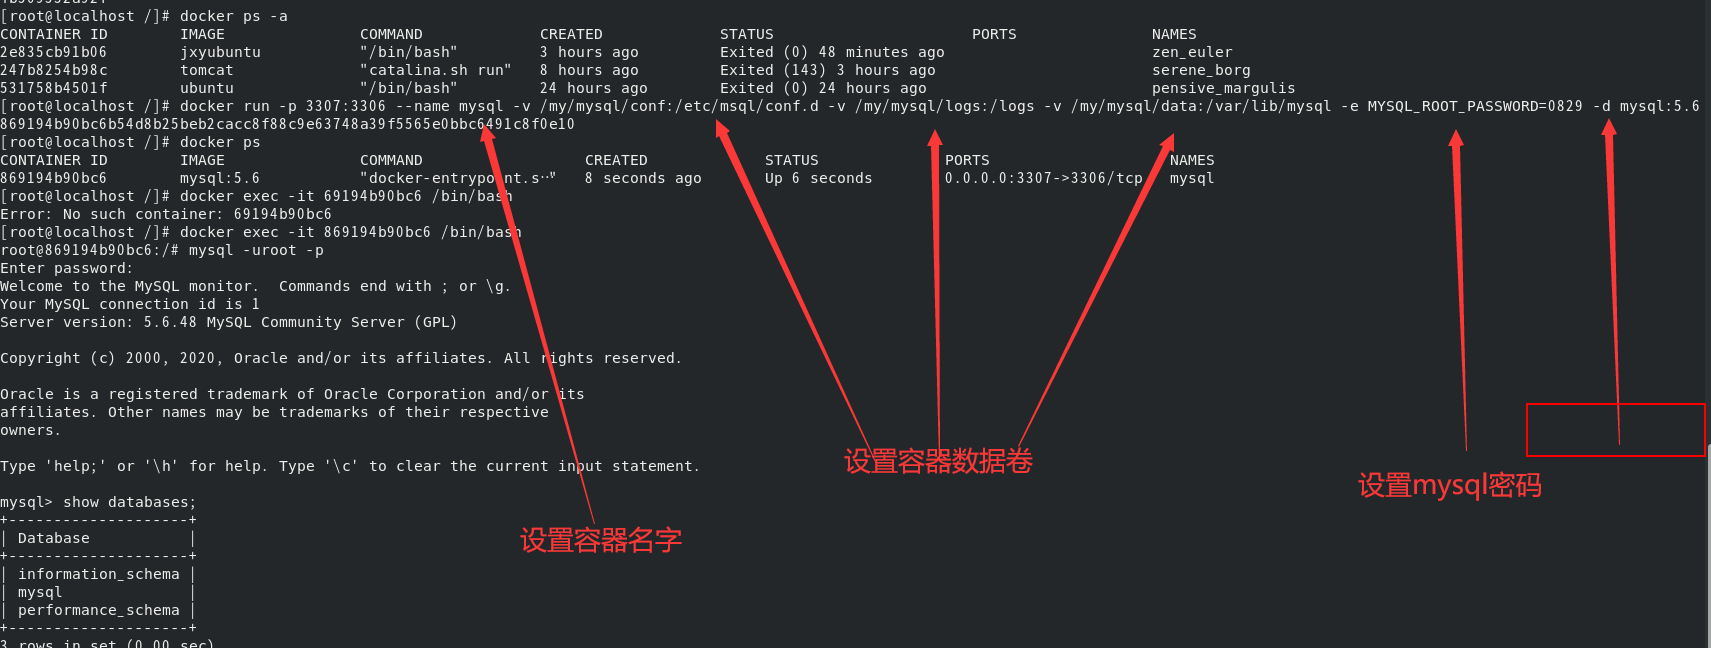 [root@localhost /]# docker ps -a
CONTAINER ID IMAGE COMMAND CREATED STATUS PORTS NAMES
2e835cb91b06 jxyubuntu "/bin/bash" 3 hours ago Exited (0) 48 minutes ago zen_euler
247b8254b98c tomcat "catalina.sh run" 8 hours ago Exited (143) 3 hours ago serene_borg
531758b4501f ubuntu "/bin/bash" 24 hours ago Exited (0) 24 hours ago pensive_margulis
[root@localhost /]# docker run -p 3307:3306 --name mysql -v /my/mysql/conf:/etc/msql/conf.d -v /my/mysql/logs:/logs -v /my/mysql/data:/var/lib/mysql -e MYSQL_ROOT_PASSWORD=0829 -d mysql:5.6
869194b90bc6b54d8b25beb2cacc8f88c9e63748a39f5565e0bbc6491c8f0e10
[root@localhost /]# docker ps
CONTAINER ID IMAGE COMMAND CREATED STATUS PORTS NAMES
869194b90bc6 mysql:5.6 "docker-entrypoint.s…" 8 seconds ago Up 6 seconds 0.0.0.0:3307->3306/tcp mysql
[root@localhost /]# docker exec -it 69194b90bc6 /bin/bash
Error: No such container: 69194b90bc6
[root@localhost /]# docker exec -it 869194b90bc6 /bin/bash
root@869194b90bc6:/# mysql -uroot -p
Enter password:
Welcome to the MySQL monitor. Commands end with ; or \g.
Your MySQL connection id is 1
Server version: 5.6.48 MySQL Community Server (GPL)
Copyright (c) 2000, 2020, Oracle and/or its affiliates. All rights reserved.
Oracle is a registered trademark of Oracle Corporation and/or its
affiliates. Other names may be trademarks of their respective
owners.
Type 'help;' or '\h' for help. Type '\c' to clear the current input statement.
设置容器数据卷
设置mysql密码
mysql> show databases;
+--------------------+
| Database |
设置容器名字
+--------------------+
| information_schema |
| mysql |
| performance_schema |
+--------------------+
3 rows in set (0.00 sec)